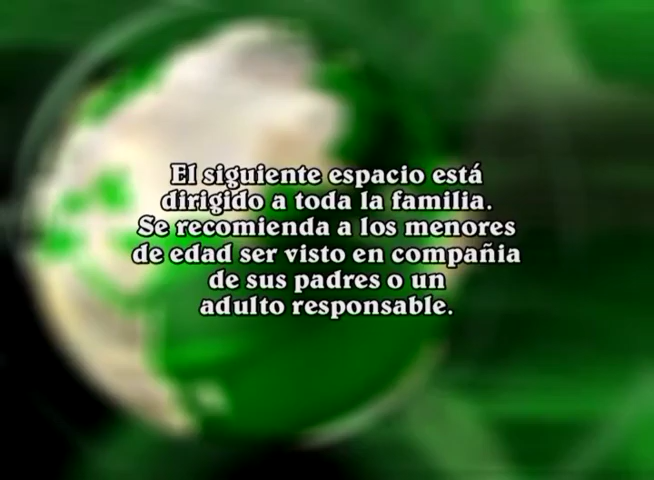 El siguiente espacio está
dirigido a toda la familia.
Se recomienda a los menores
de edad ser visto en compañia
de sus padres o un
adulto responsable.